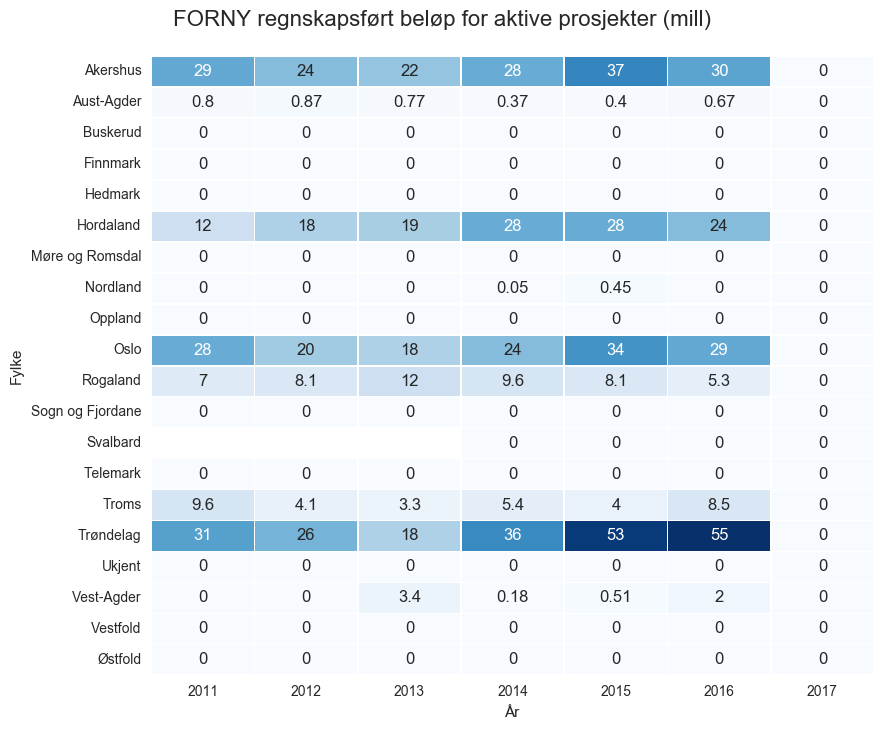 FORNY regnskapsført beløp for aktive prosjekter (mill)
Akershus 29 24 22 28 37 30 0
Aust-Agder 0.8 0.87 0.77 0.37 0.4 0.67 0
Buskerud 0 0 0 0 0 0 0
Finnmark 0 0 0 0 0 0 0
Hedmark 0 0 0 0 0 0 0
Hordaland 12 18 19 28 28 24 0
Møre og Romsdal 0 0 0 0 0 0 0
Nordland 0 0 0 0.05 0.45 0 0
Oppland 0 0 0 0 0 0 0
Oslo 28 20 18 24 34 29 0
Rogaland 7 8.1 12 9.6 8.1 5.3 0
Sogn og Fjordane 0 0 0 0 0 0 0
Svalbard 0 0 0 0
Telemark 0 0 0 0 0 0 0
Troms 9.6 4.1 3.3 5.4 4 8.5 0
Trøndelag 31 26 18 36 53 55 0
Ukjent 0 0 0 0 0 0 0
Vest-Agder 0 0 3.4 0.18 0.51 2 0
Vestfold 0 0 0 0 0 0 0
Østfold 0 0 0 0 0 0 0
2011 2012 2013 2014 2015 2016 2017
År
Fylke